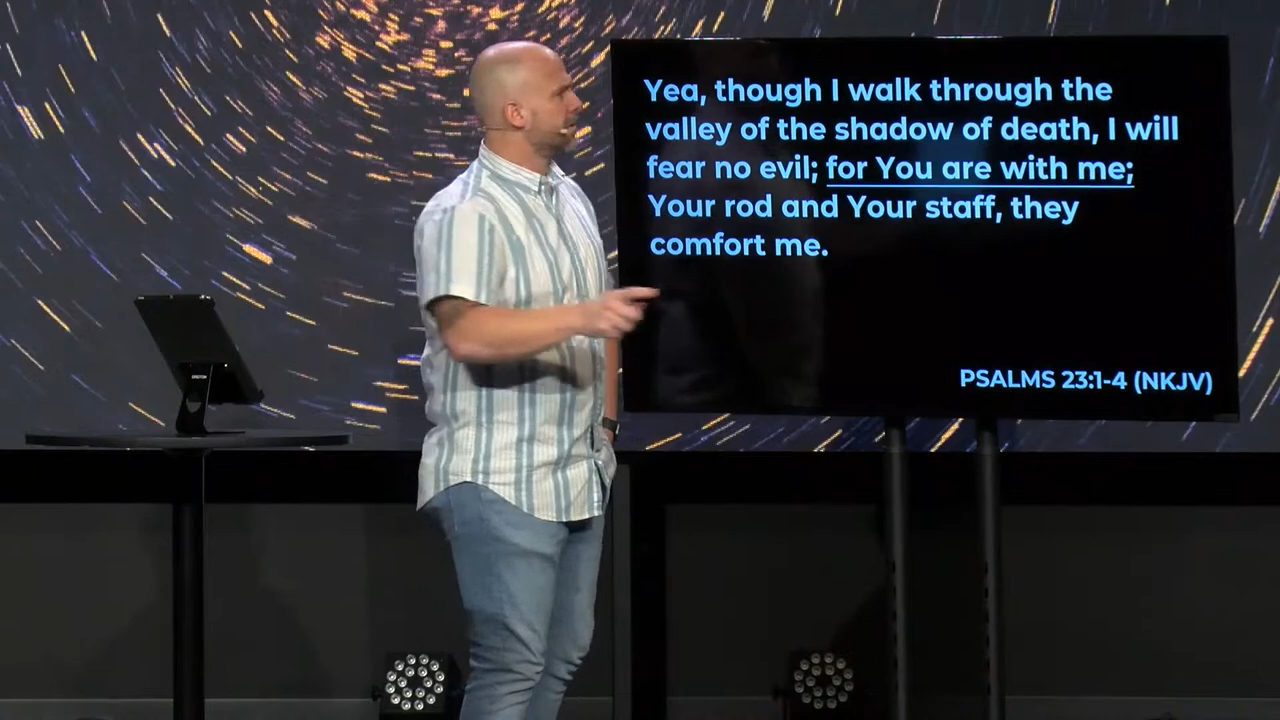 Yea, though I walk through the
valley of the shadow of death, I will
fear no evil; for You are with me;
Your rod and Your staff, they
comfort me.
PSALMS 23:1-4 (NKJV)